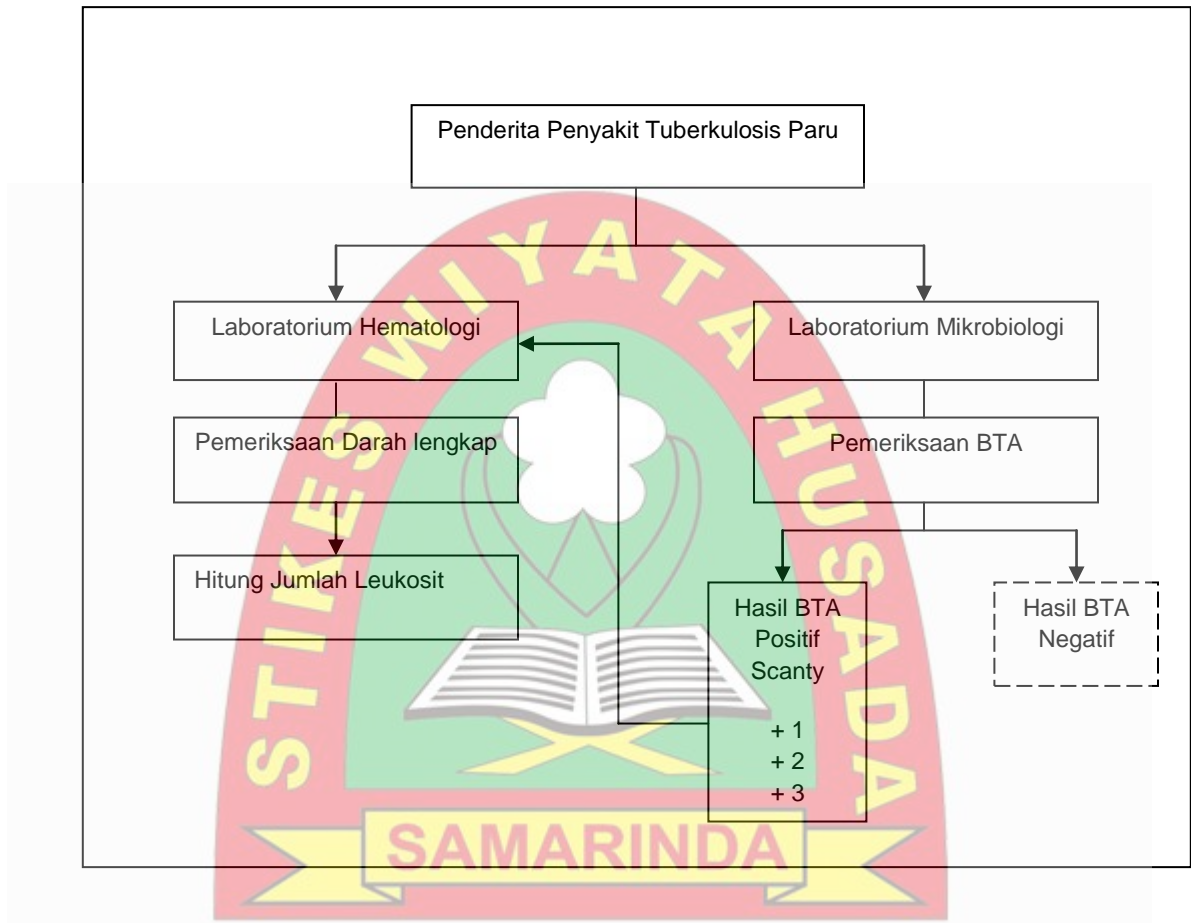 Penderita Penyakit Tuberkulosis Paru
Laboratorium Hematologi
Laboratorium Mikrobiologi
Pemeriksaan Darah lengkap
Pemeriksaan BTA
Hitung Jumlah Leukosit
Hasil BTA
Positif
Scanty
+ 1
+ 2
+ 3
Hasil BTA
Negatif
STIKES WIYATA HUSADA
SAMARINDA